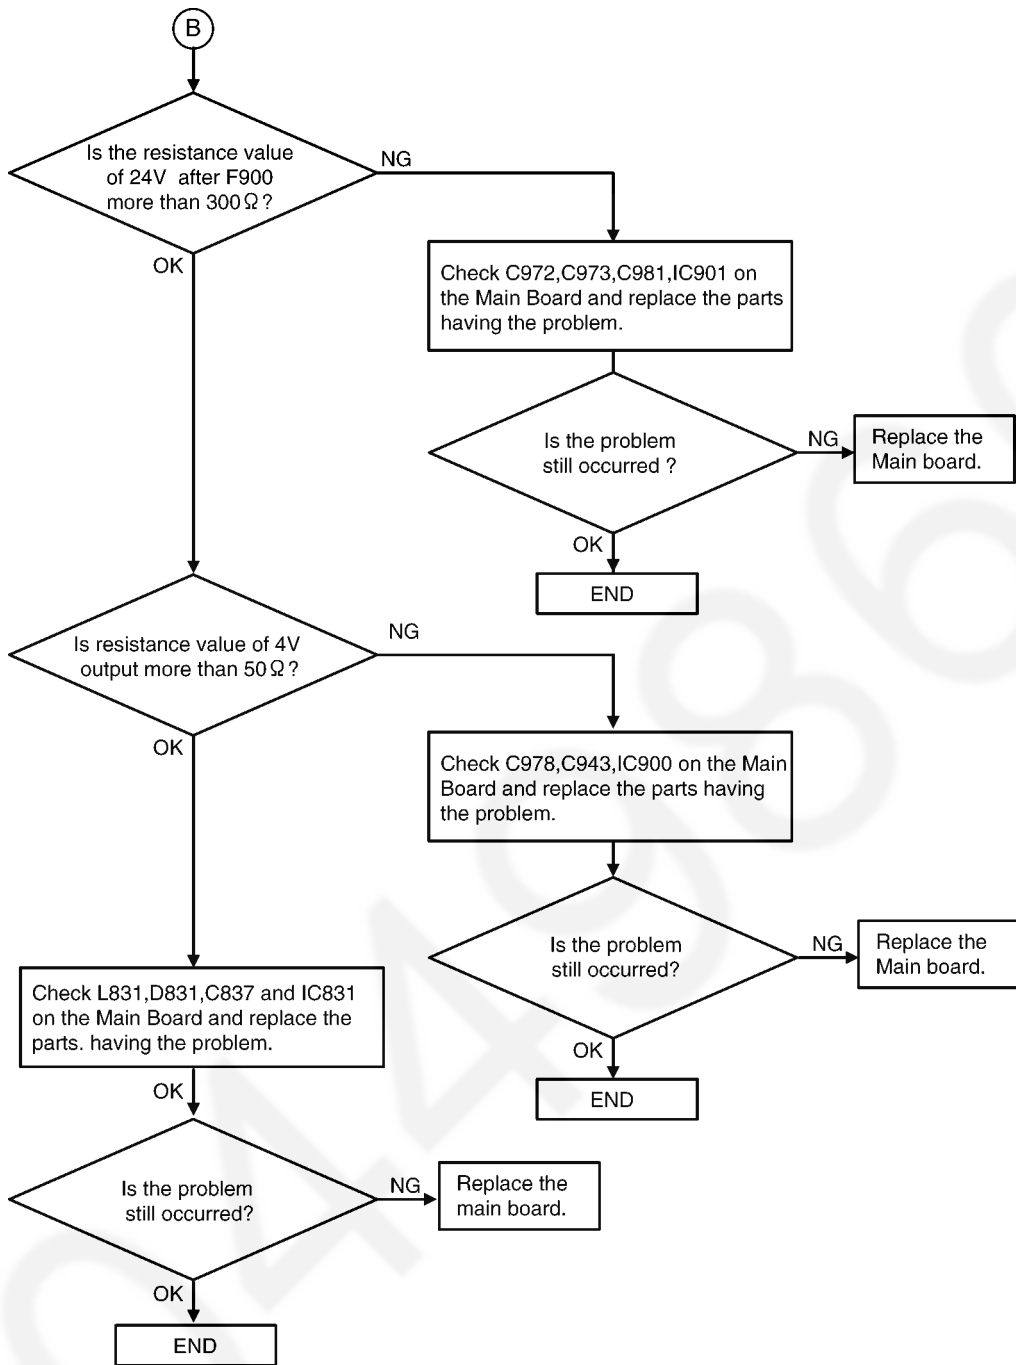 B
Is the resistance value
of 24V after F900
more than 300Ω?
NG
OK
Check C972,C973,C981,IC901 on
the Main Board and replace the parts
having the problem.
Is the problem
still occurred ?
NG
Replace the
Main board.
OK
END
Is resistance value of 4V
output more than 50Ω?
NG
OK
Check C978,C943,IC900 on the Main
Board and replace the parts having
the problem.
Is the problem
still occurred?
NG
Replace the
Main board.
OK
END
Check L831,D831,C837 and IC831
on the Main Board and replace the
parts. having the problem.
OK
Is the problem
still occurred?
NG
Replace the
main board.
OK
END